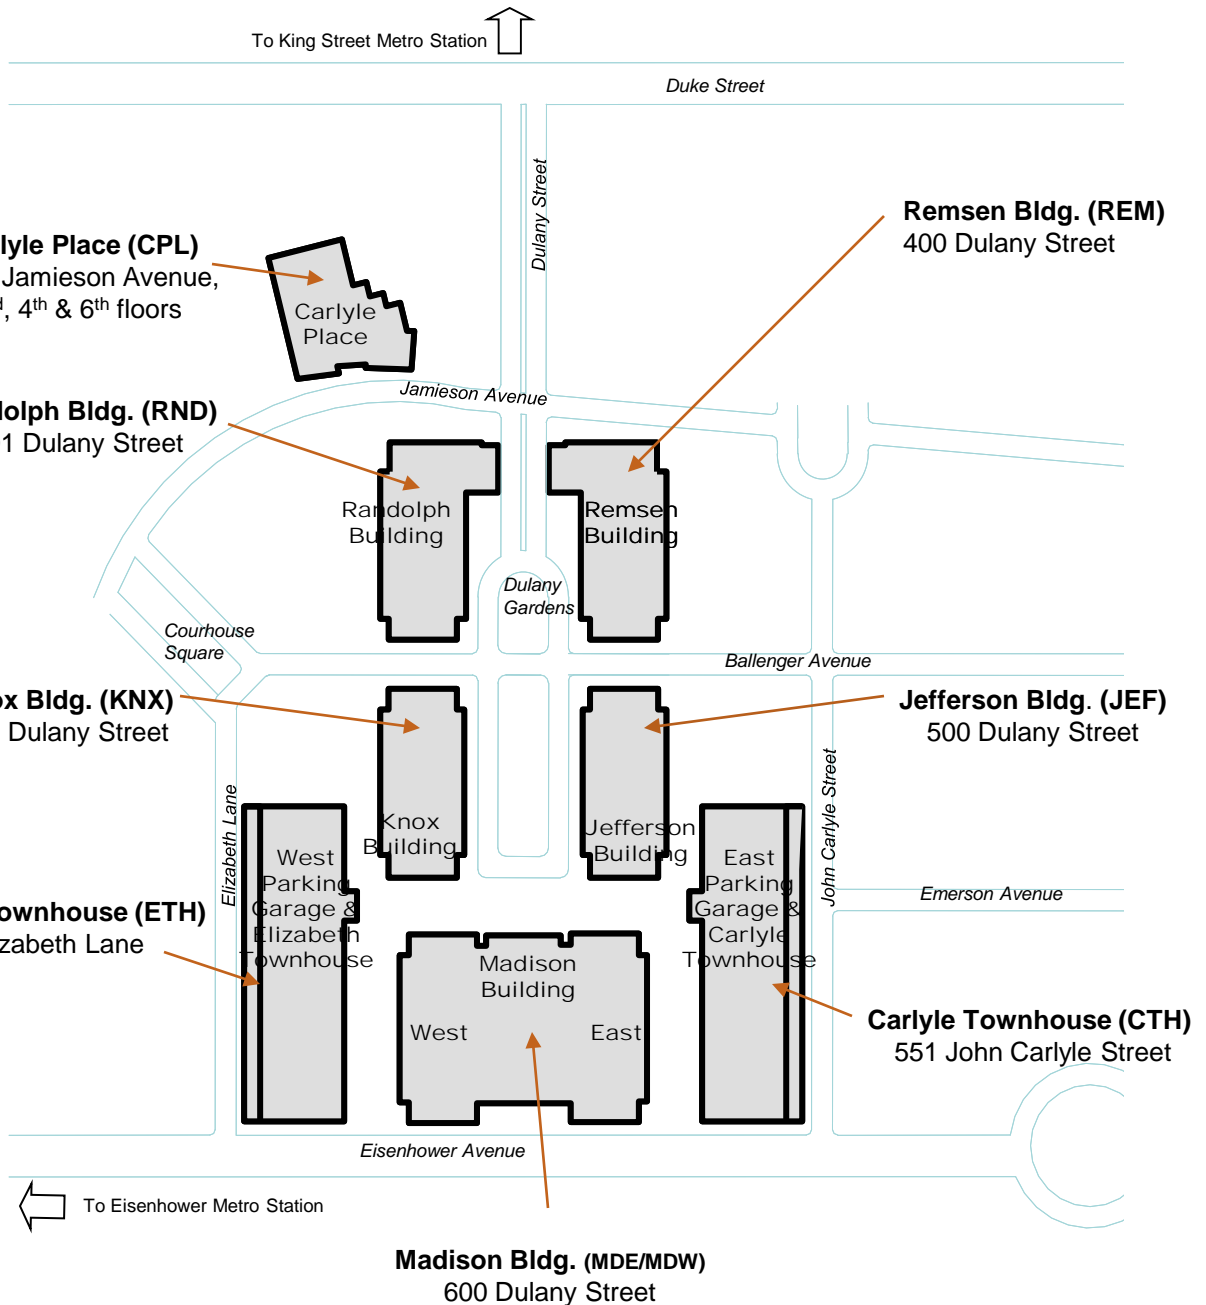 To King Street Metro Station
Duke Street
Dulany Street
Remsen Bldg. (REM)
400 Dulany Street
lyle Place (CPL)
Jamieson Avenue,
, 4th & 6th floors
Carlyle
Place
Jamieson Avenue
dolph Bldg. (RND)
1 Dulany Street
Randolph
Building
Remsen
Building
Dulany
Gardens
Courhouse
Square
Ballenger Avenue
ox Bldg. (KNX)
Dulany Street
Jefferson Bldg. (JEF)
500 Dulany Street
Elizabeth Lane
John Carlyle Street
Knox
Building
Jefferson
Building
West
Parking
Garage &
Elizabeth
Townhouse
East
Parking
Garage &
Carlyle
Townhouse
Emerson Avenue
ownhouse (ETH)
zabeth Lane
Madison
Building
West
East
Carlyle Townhouse (CTH)
551 John Carlyle Street
Eisenhower Avenue
To Eisenhower Metro Station
Madison Bldg. (MDE/MDW)
600 Dulany Street